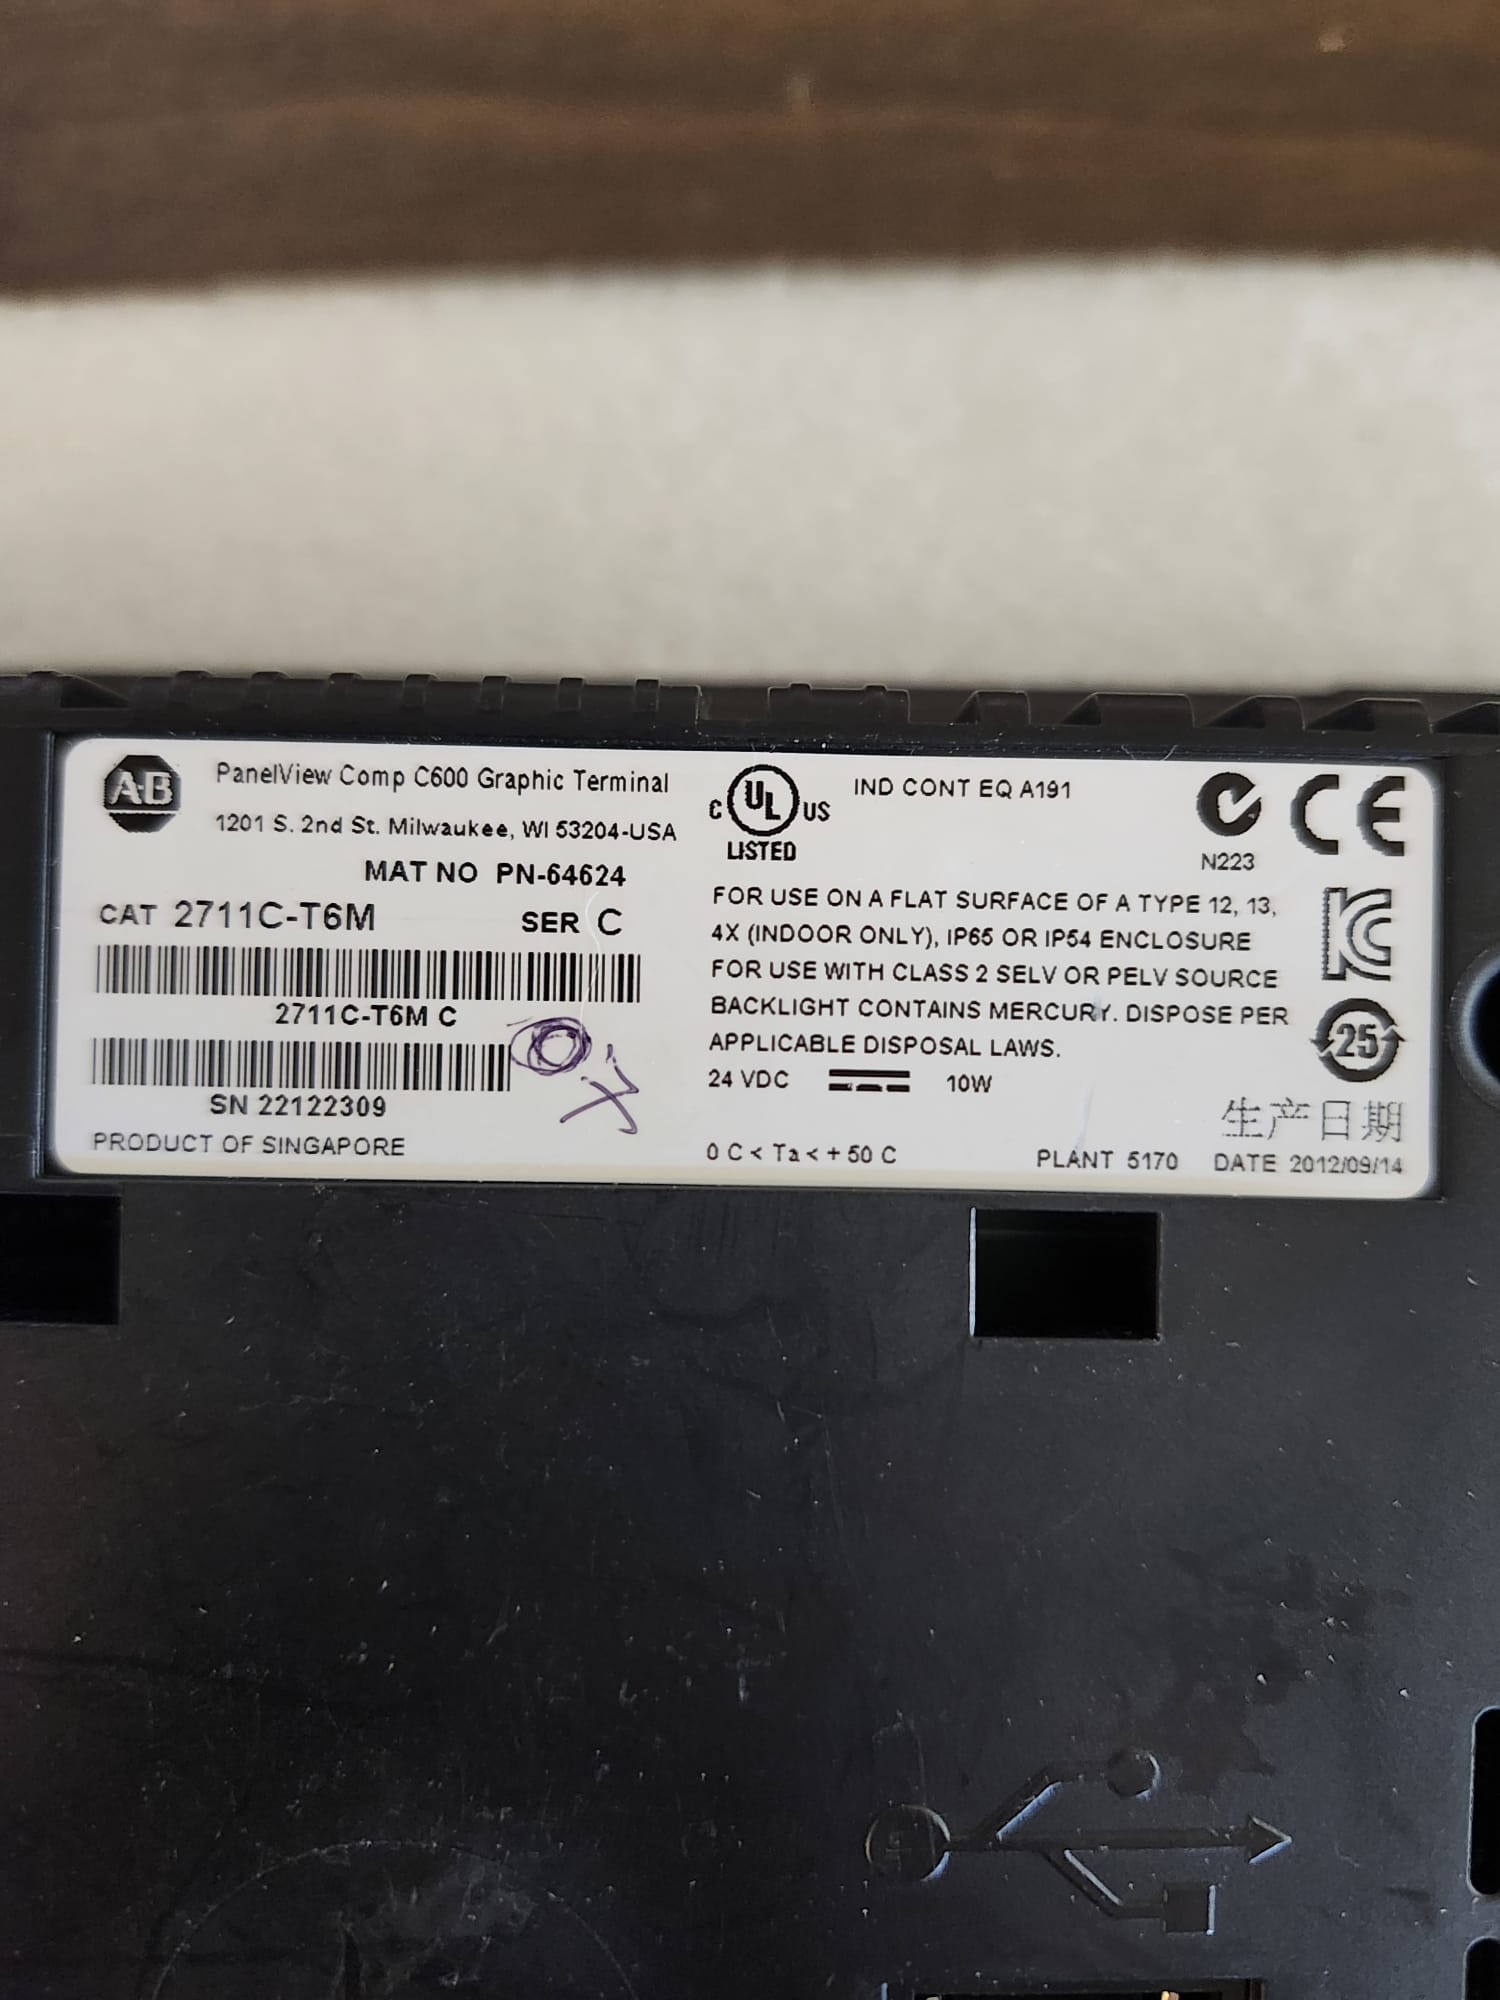 AB
PanelView Comp C600 Graphic Terminal
1201 S. 2nd St. Milwaukee, WI 53204-USA
MAT NO PN-64624
CAT 2711C-T6M SER C
2711C-T6M C
SN 22122309
PRODUCT OF SINGAPORE
C UL US
LISTED
IND CONT EQ A191
N223
CE
FOR USE ON A FLAT SURFACE OF A TYPE 12, 13,
4X (INDOOR ONLY), IP65 OR IP54 ENCLOSURE
FOR USE WITH CLASS 2 SELV OR PELV SOURCE
BACKLIGHT CONTAINS MERCURY. DISPOSE PER
APPLICABLE DISPOSAL LAWS.
24 VDC 10W
0 C < Ta < + 50 C
KC
25
生产日期
PLANT 5170 DATE 2012/09/14